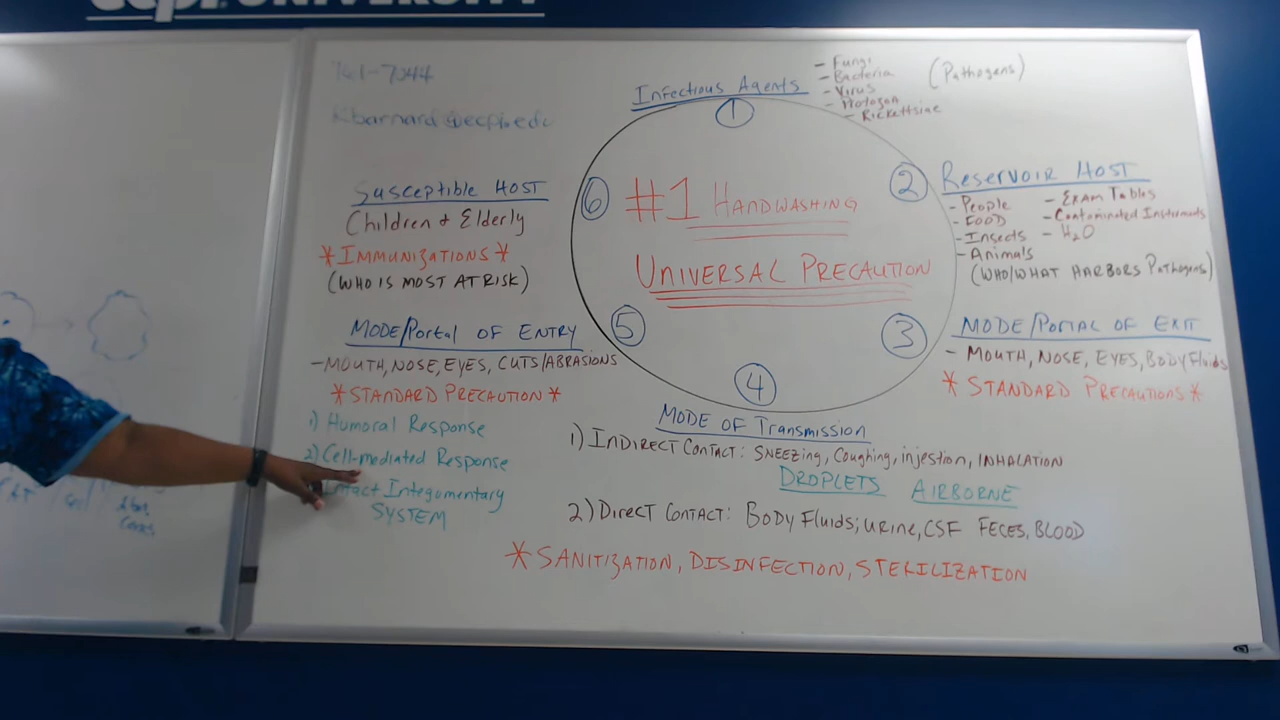 UNIVERSITY
Kbarnard@ecpi.edu
Infectious Agents
- Fungi
- Bacteria
- Virus
- Rickettsiae
(Pathogens)
1
2
3
4
5
6
#1 HANDWASHING
UNIVERSAL PRECAUTION
Reservoir Host
- People
- FOOD
- Insects
- Animals
- Exam Tables
- Contaminated Instruments
- H2O
(WHO/WHAT HARBORS Pathogens)
MODE/PORTAL OF EXIT
- MOUTH, NOSE, EYES, BODY Fluids
* STANDARD PRECAUTIONS *
MODE OF Transmission
1) INDIRECT CONTACT: SNEEZing, Coughing, injestion, INHALATION
DROPLETS AIRBORNE
2) Direct CONTACT: Body Fluids; URINE, CSF FECES, BLOOD
* SANITIZATION, DISINFECTION, STERILIZATION
MODE/Portal OF ENTRY
- MOUTH, NOSE, EYES, CUTS/ABRASIONS
* STANDARD PRECAUTION *
1) Humoral Response
2) Cell-mediated Response
Intact Integumentary
SYSTEM
Susceptible HOST
Children & Elderly
* IMMUNIZATIONS *
(WHO IS MOST AT RISK)